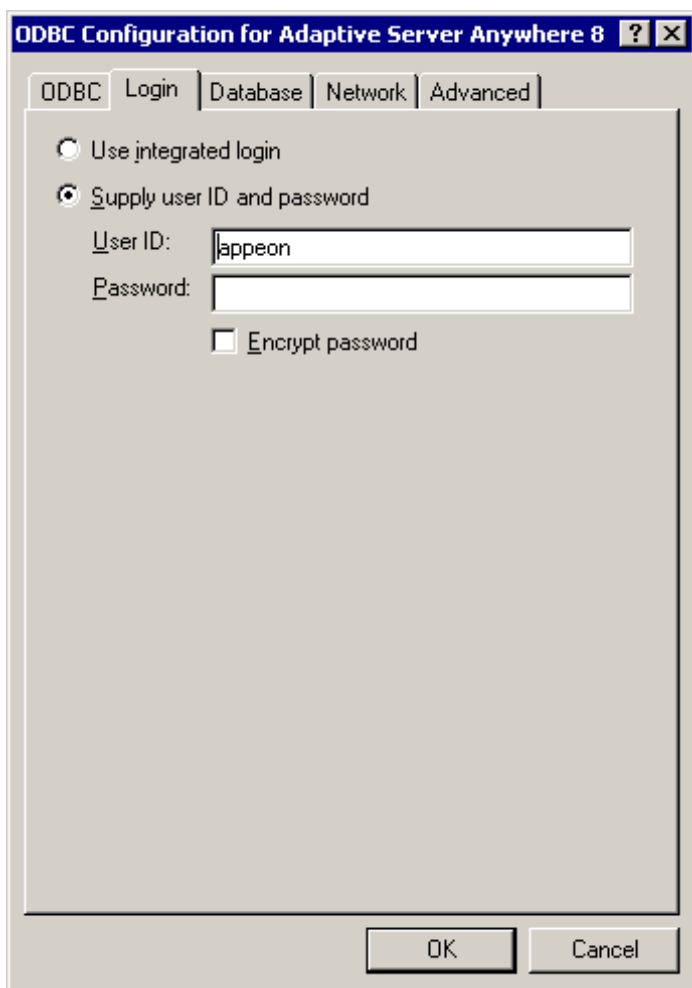 ODBC Configuration for Adaptive Server Anywhere 8 ?
ODBC Login Database Network Advanced
Use integrated login
Supply user ID and password
User ID: appeon
Password:
Encrypt password
OK Cancel